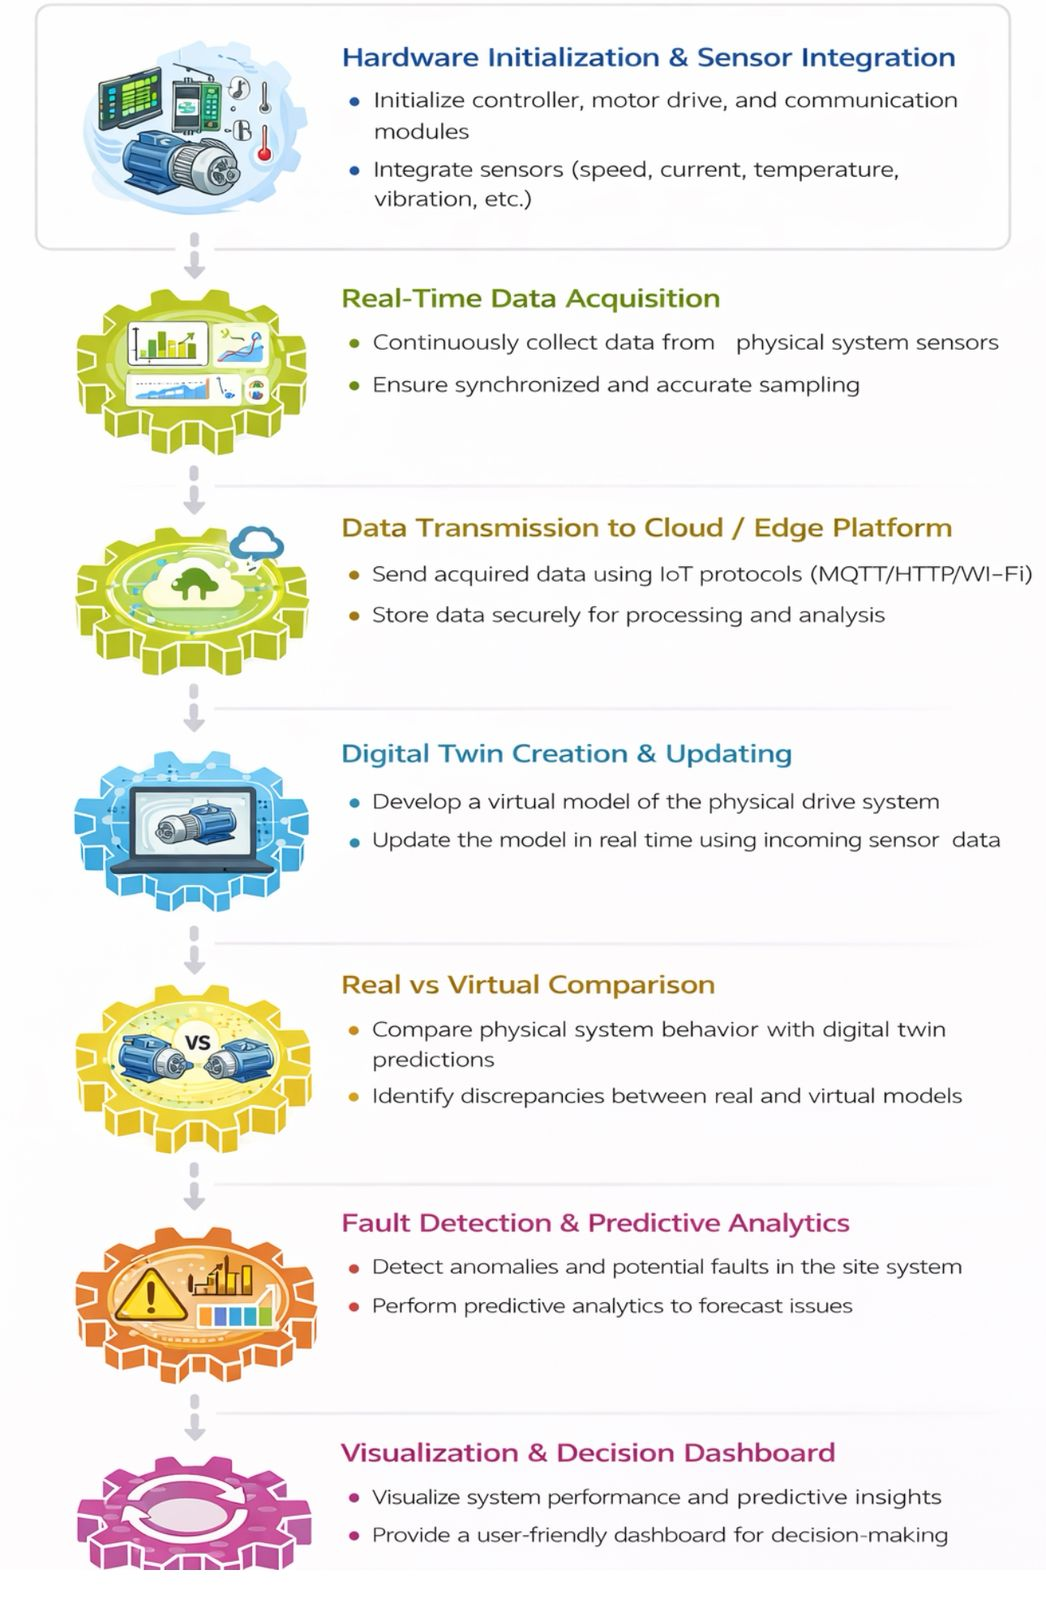 Hardware Initialization & Sensor Integration
• Initialize controller, motor drive, and communication
modules
• Integrate sensors (speed, current, temperature,
vibration, etc.)
Real-Time Data Acquisition
• Continuously collect data from physical system sensors
• Ensure synchronized and accurate sampling
Data Transmission to Cloud / Edge Platform
• Send acquired data using IoT protocols (MQTT/HTTP/WI–Fi)
• Store data securely for processing and analysis
Digital Twin Creation & Updating
• Develop a virtual model of the physical drive system
• Update the model in real time using incoming sensor data
Real vs Virtual Comparison
VS
• Compare physical system behavior with digital twin
predictions
• Identify discrepancies between real and virtual models
Fault Detection & Predictive Analytics
• Detect anomalies and potential faults in the site system
• Perform predictive analytics to forecast issues
Visualization & Decision Dashboard
• Visualize system performance and predictive insights
• Provide a user-friendly dashboard for decision-making